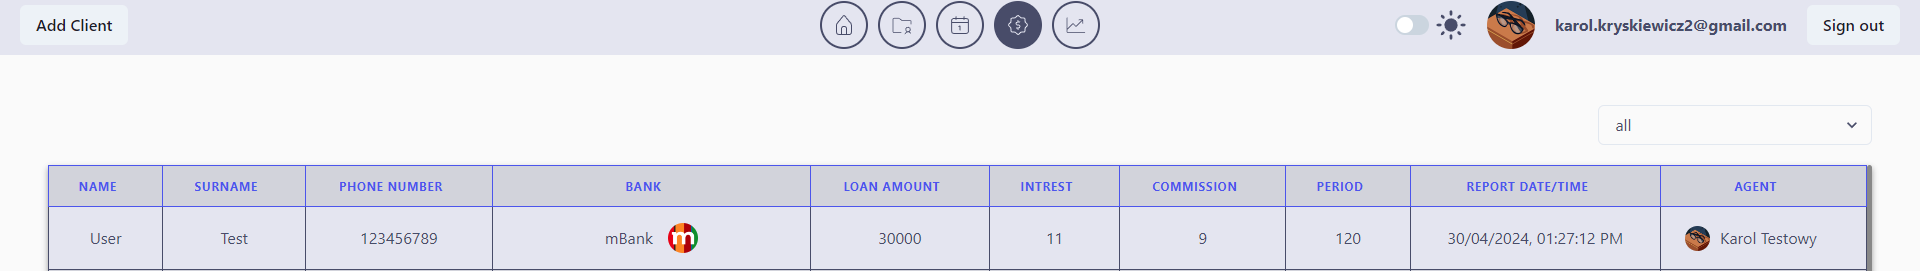 Add Client
1
$
karol.kryskiewicz2@gmail.com
Sign out
all
NAME SURNAME PHONE NUMBER BANK LOAN AMOUNT INTREST COMMISSION PERIOD REPORT DATE/TIME AGENT
User Test 123456789 mBank m 30000 11 9 120 30/04/2024, 01:27:12 PM Karol Testowy